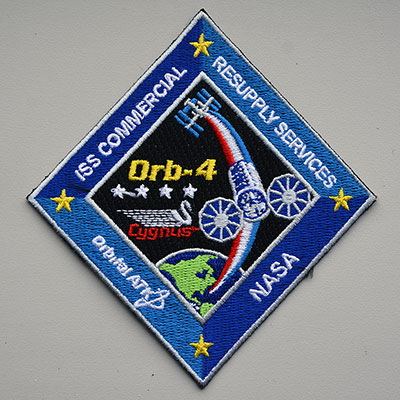 ISS COMMERCIAL
RESUPPLY SERVICES
Orb-4
Cygnus
Orbital ATK
NASA